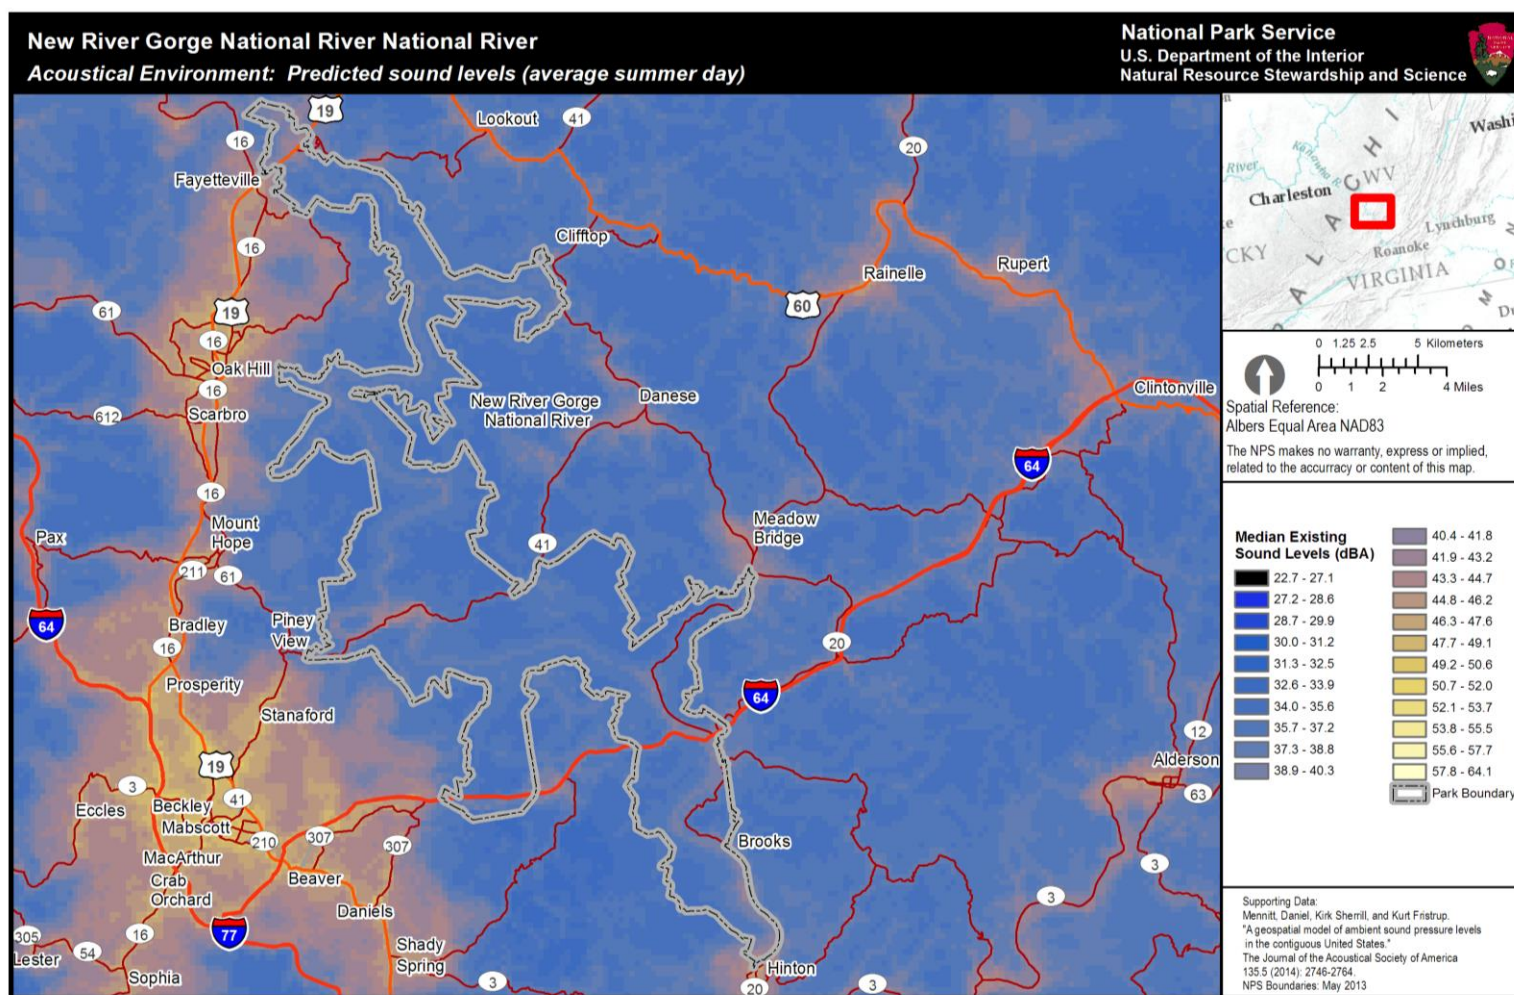 New River Gorge National River National River
Acoustical Environment: Predicted sound levels (average summer day)
National Park Service
U.S. Department of the Interior
Natural Resource Stewardship and Science
19
16
Lookout
41
20
Fayetteville
16
Clifftop
Rainelle
Rupert
60
61
19
16
Oak Hill
16
Scarbro
612
New River Gorge
National River
Danese
Clintonville
64
16
Mount
Hope
Pax
Meadow
Bridge
41
211
61
64
Bradley
Piney
View
16
20
Prosperity
64
Stanaford
12
19
Alderson
3
63
Eccles
Beckley
41
Mabscott
210
307
307
Brooks
MacArthur
3
Crab
Orchard
Beaver
3
Daniels
77
305
Lester
54
16
Shady
Spring
Sophia
3
Hinton
20
3
Charleston
WV
Washi
River
Kanawha R.
A L A C H I
Lynchburg
Roanoke
CKY
VIRGINIA
0 1.25 2.5 5 Kilometers
0 1 2 4 Miles
Spatial Reference:
Albers Equal Area NAD83
The NPS makes no warranty, express or implied,
related to the accurracy or content of this map.
Median Existing
Sound Levels (dBA)
22.7 - 27.1
27.2 - 28.6
28.7 - 29.9
30.0 - 31.2
31.3 - 32.5
32.6 - 33.9
34.0 - 35.6
35.7 - 37.2
37.3 - 38.8
38.9 - 40.3
40.4 - 41.8
41.9 - 43.2
43.3 - 44.7
44.8 - 46.2
46.3 - 47.6
47.7 - 49.1
49.2 - 50.6
50.7 - 52.0
52.1 - 53.7
53.8 - 55.5
55.6 - 57.7
57.8 - 64.1
Park Boundary
Supporting Data:
Mennitt, Daniel, Kirk Sherrill, and Kurt Fristrup.
"A geospatial model of ambient sound pressure levels
in the contiguous United States."
The Journal of the Acoustical Society of America
135.5 (2014): 2746-2764.
NPS Boundaries: May 2013